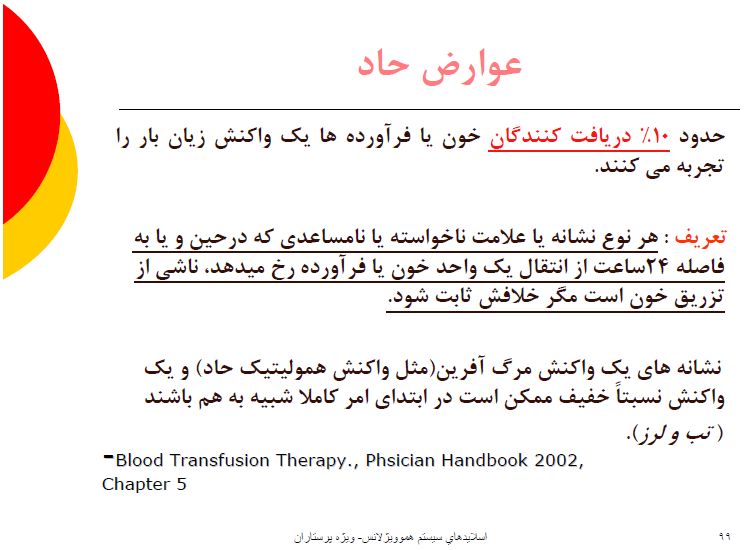 عوارض حاد
حدود ۱۰٪ دریافت کنندگان خون یا فرآورده ها یک واکنش زیان بار را
تجربه می کنند.
تعریف : هر نوع نشانه یا علامت ناخواسته یا نامساعدی که درحین و یا به
فاصله ۲۴ساعت از انتقال یک واحد خون یا فرآورده رخ میدهد، ناشی از
تزریق خون است مگر خلافش ثابت شود.
نشانه های یک واکنش مرگ آفرین(مثل واکنش همولیتیک حاد) و یک
واکنش نسبتاً خفیف ممکن است در ابتدای امر کاملا شبیه به هم باشند
( تب و لرز).
-Blood Transfusion Therapy., Phsician Handbook 2002,
Chapter 5
اسلایدهاي سیستم هموویژلانس- ویژه پرستاران
۹۹